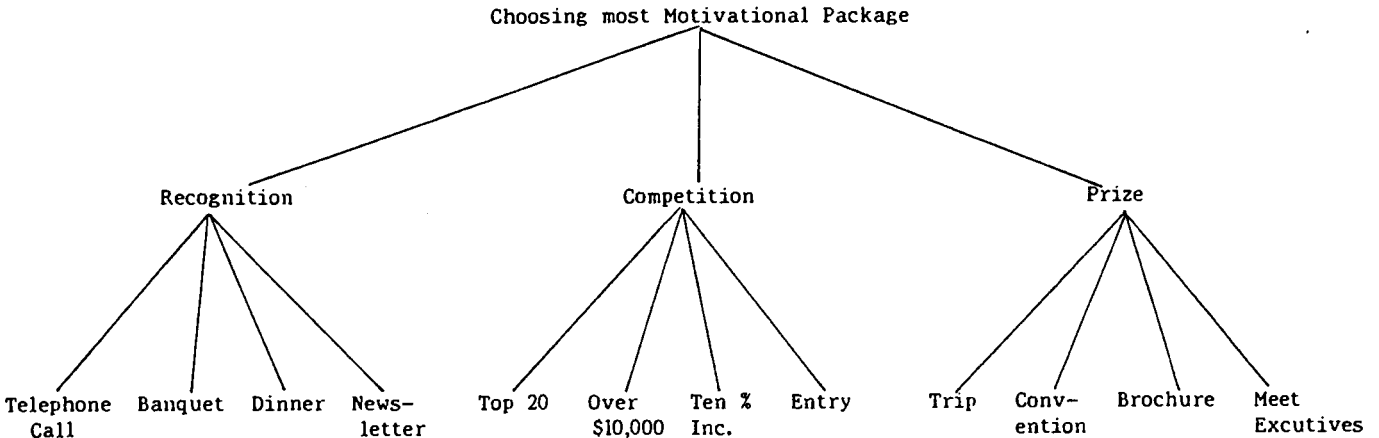 Choosing most Motivational Package
Recognition Competition Prize
Telephone Banquet Dinner News- Top 20 Over Ten % Entry Trip Conv- Brochure Meet
Call letter $10,000 Inc. ention Excutives